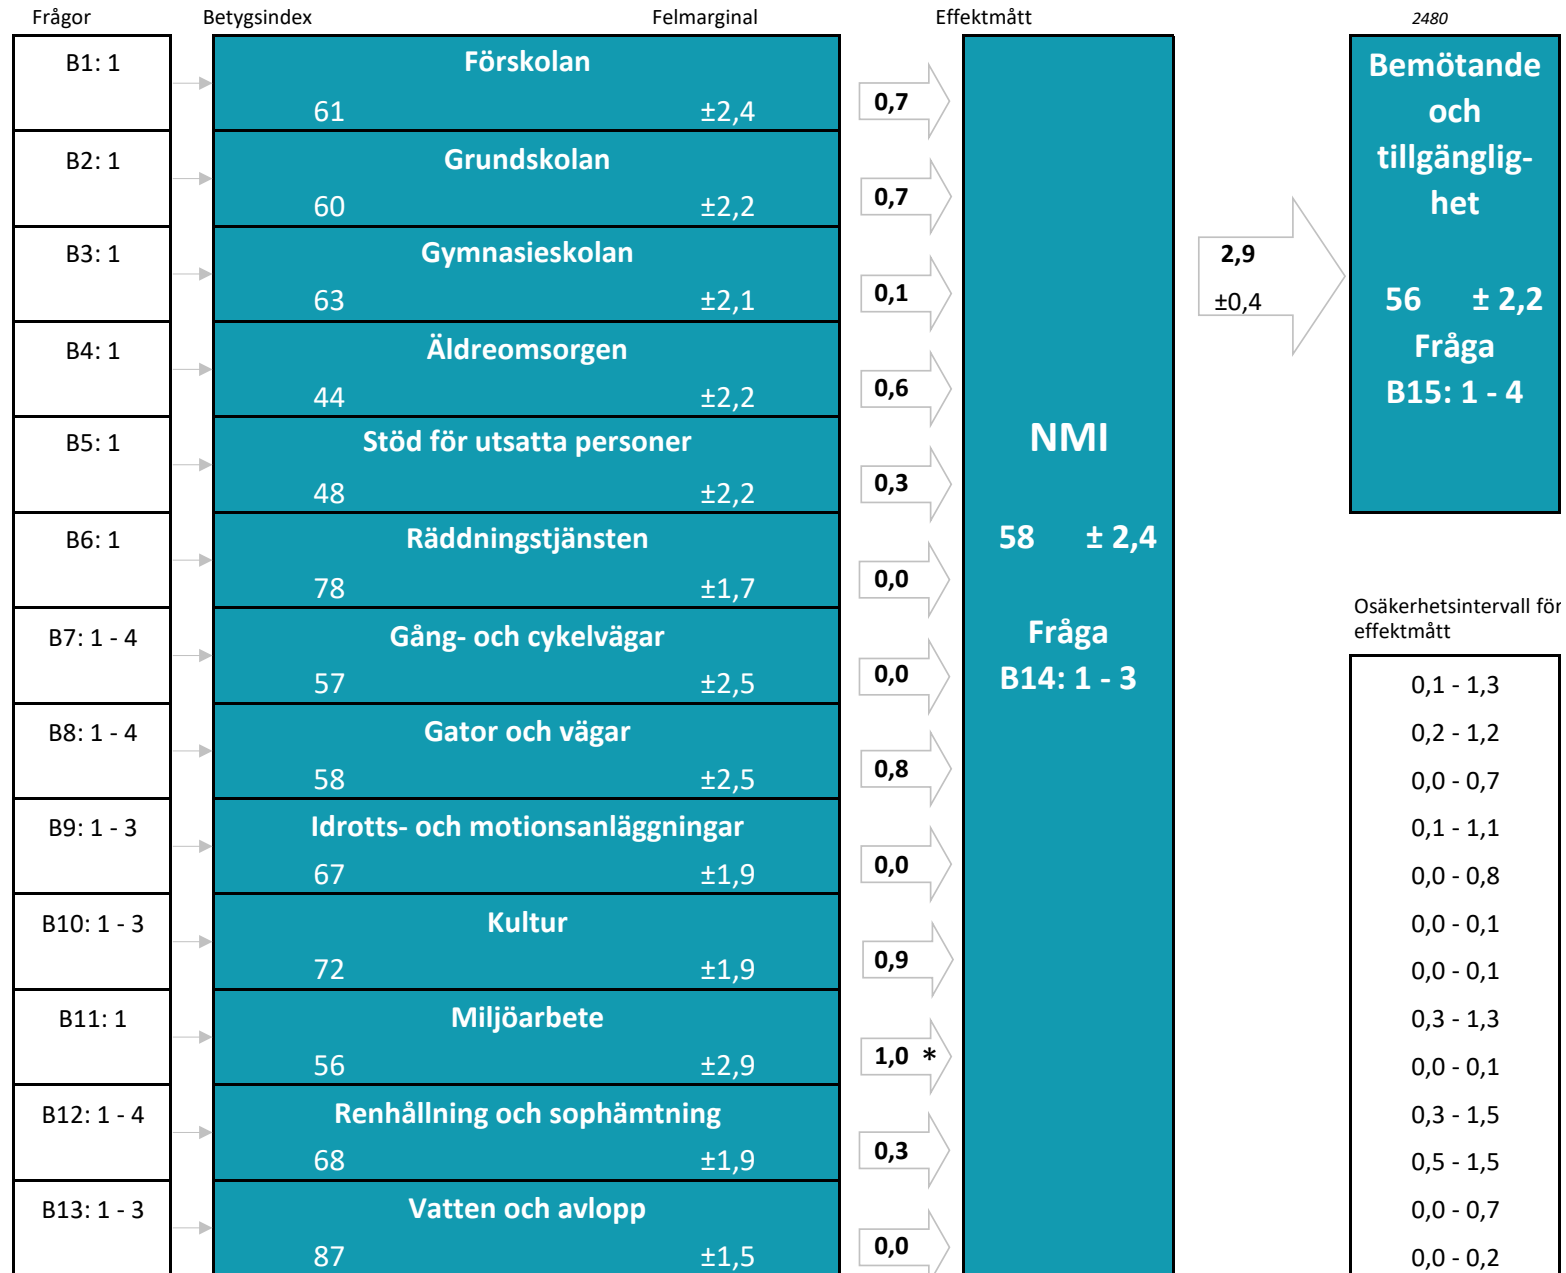 Frågor Betygsindex Felmarginal Effektmått 2480
B1: 1 Förskolan
61 ±2,4 0,7
B2: 1 Grundskolan
60 ±2,2 0,7
B3: 1 Gymnasieskolan
63 ±2,1 0,1
B4: 1 Äldreomsorgen
44 ±2,2 0,6
B5: 1 Stöd för utsatta personer
48 ±2,2 0,3
B6: 1 Räddningstjänsten
78 ±1,7 0,0
B7: 1 - 4 Gång- och cykelvägar
57 ±2,5 0,0
B8: 1 - 4 Gator och vägar
58 ±2,5 0,8
B9: 1 - 3 Idrotts- och motionsanläggningar
67 ±1,9 0,0
B10: 1 - 3 Kultur
72 ±1,9 0,9
B11: 1 Miljöarbete
56 ±2,9 1,0 *
B12: 1 - 4 Renhållning och sophämtning
68 ±1,9 0,3
B13: 1 - 3 Vatten och avlopp
87 ±1,5 0,0
NMI
58 ± 2,4
Fråga
B14: 1 - 3
2,9
±0,4
Bemötande
och
tillgänglig-
het
56 ± 2,2
Fråga
B15: 1 - 4
Osäkerhetsintervall för
effektmått
0,1 - 1,3
0,2 - 1,2
0,0 - 0,7
0,1 - 1,1
0,0 - 0,8
0,0 - 0,1
0,0 - 0,1
0,3 - 1,3
0,0 - 0,1
0,3 - 1,5
0,5 - 1,5
0,0 - 0,7
0,0 - 0,2